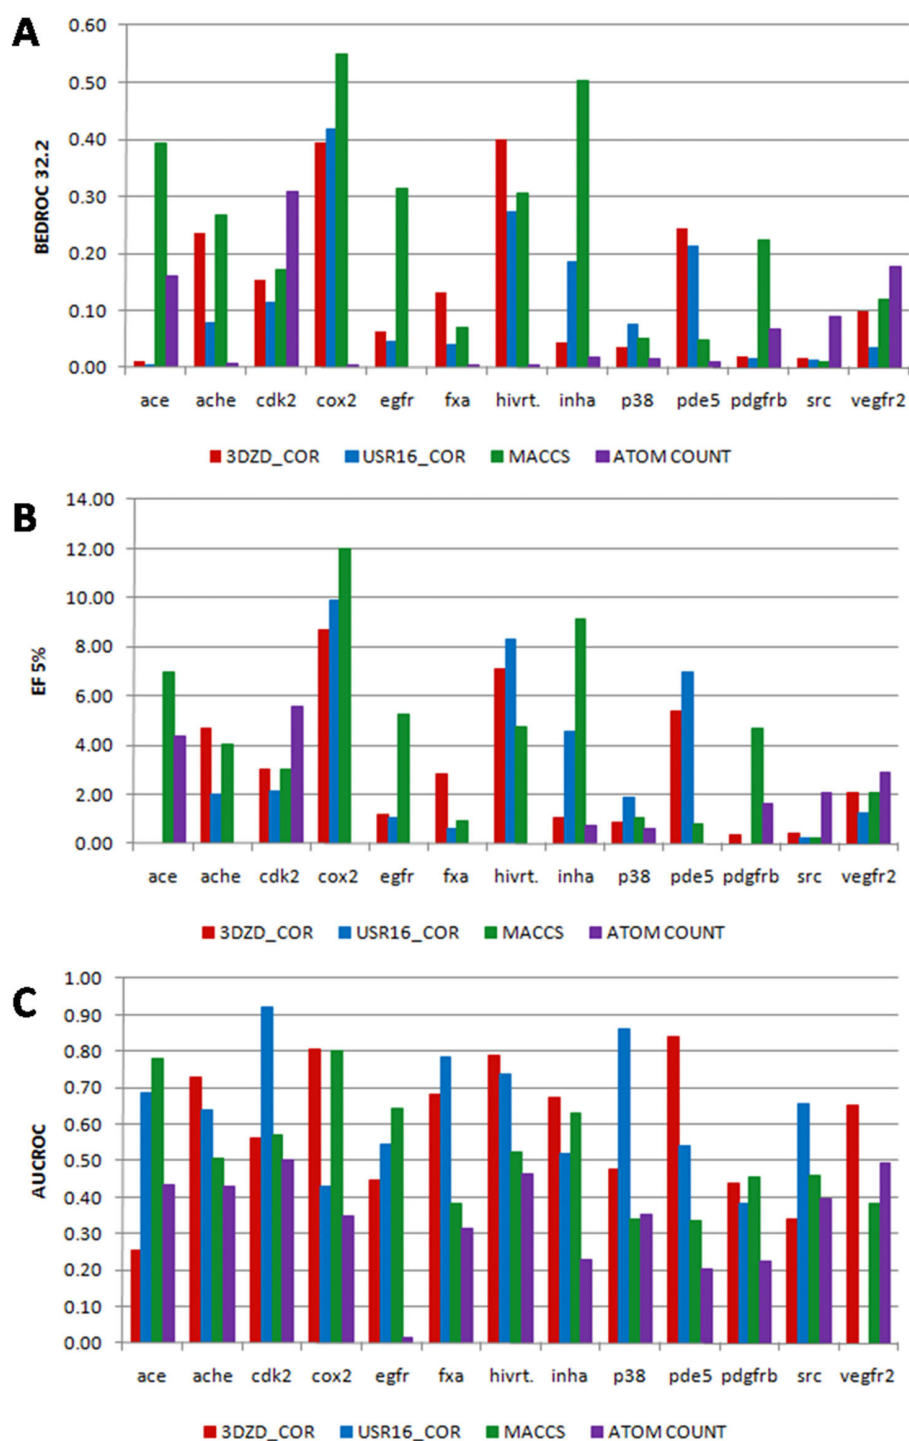 A
BEDROC 32.2
0.60
0.50
0.40
0.30
0.20
0.10
0.00
ace ache cdk2 cox2 egfr fxa hivrt. inha p38 pde5 pdgfrb src vegfr2
3DZD_COR USR16_COR MACCS ATOM COUNT
B
EF 5%
14.00
12.00
10.00
8.00
6.00
4.00
2.00
0.00
ace ache cdk2 cox2 egfr fxa hivrt. inha p38 pde5 pdgfrb src vegfr2
3DZD_COR USR16_COR MACCS ATOM COUNT
C
AUCROC
1.00
0.90
0.80
0.70
0.60
0.50
0.40
0.30
0.20
0.10
0.00
ace ache cdk2 cox2 egfr fxa hivrt. inha p38 pde5 pdgfrb src vegfr2
3DZD_COR USR16_COR MACCS ATOM COUNT